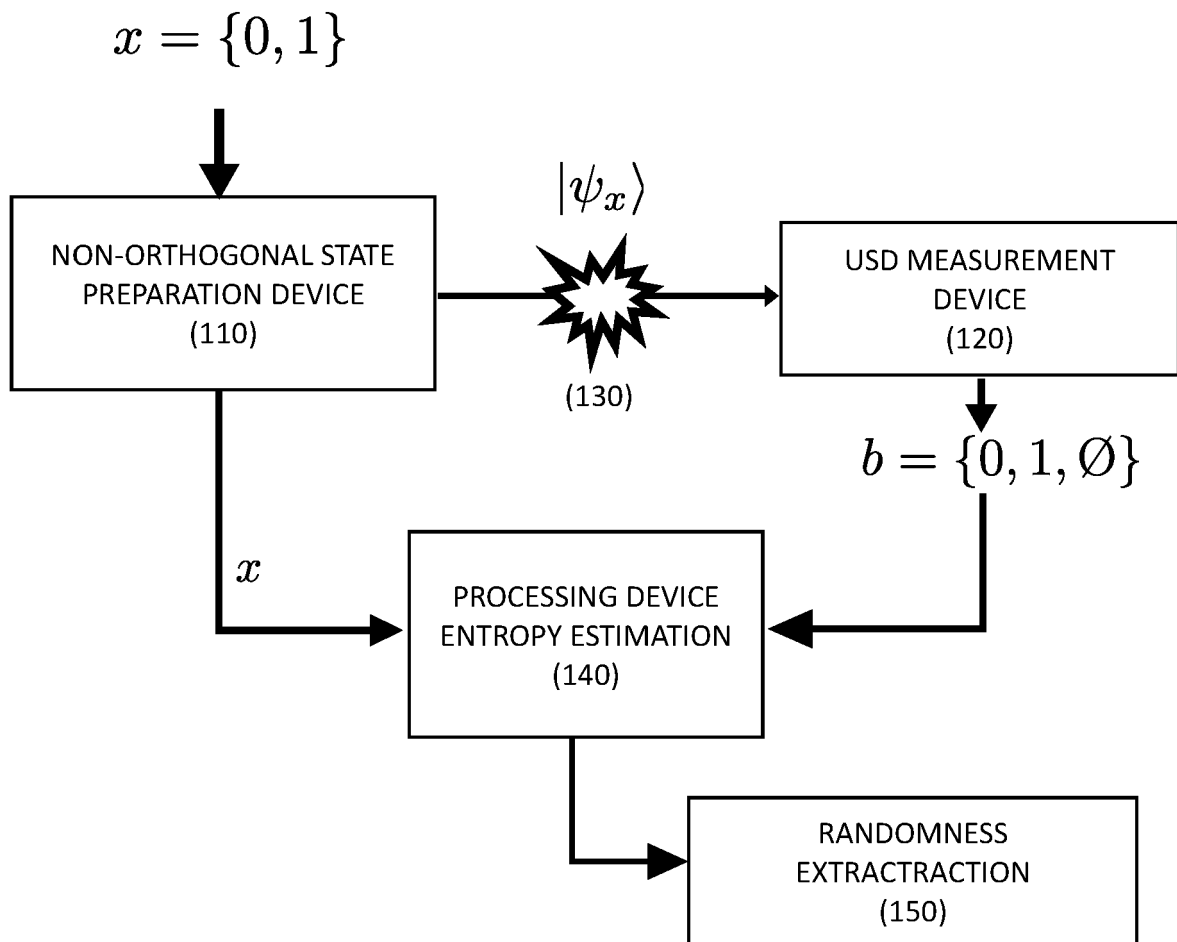 x = {0, 1}
|ψx⟩
NON-ORTHOGONAL STATE
PREPARATION DEVICE
(110)
USD MEASUREMENT
DEVICE
(120)
(130)
b = {0, 1, Ø}
x
PROCESSING DEVICE
ENTROPY ESTIMATION
(140)
RANDOMNESS
EXTRACTRACTION
(150)